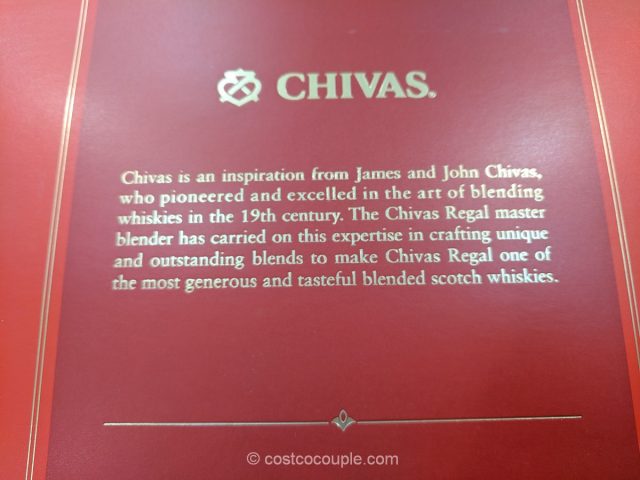 CHIVAS®
Chivas is an inspiration from James and John Chivas,
who pioneered and excelled in the art of blending
whiskies in the 19th century. The Chivas Regal master
blender has carried on this expertise in crafting unique
and outstanding blends to make Chivas Regal one of
the most generous and tasteful blended scotch whiskies.
© costcocouple.com